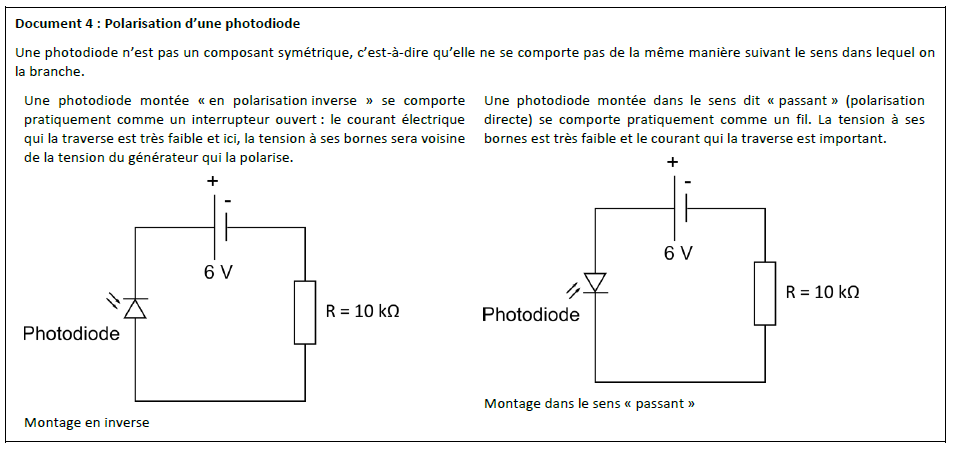 Document 4 : Polarisation d’une photodiode
Une photodiode n’est pas un composant symétrique, c’est-à-dire qu’elle ne se comporte pas de la même manière suivant le sens dans lequel on
la branche.
Une photodiode montée « en polarisation inverse » se comporte
pratiquement comme un interrupteur ouvert : le courant électrique
qui la traverse est très faible et ici, la tension à ses bornes sera voisine
de la tension du générateur qui la polarise.
+
-
6 V
R = 10 kΩ
Photodiode
Montage en inverse
Une photodiode montée dans le sens dit « passant » (polarisation
directe) se comporte pratiquement comme un fil. La tension à ses
bornes est très faible et le courant qui la traverse est important.
+
-
6 V
R = 10 kΩ
Photodiode
Montage dans le sens « passant »